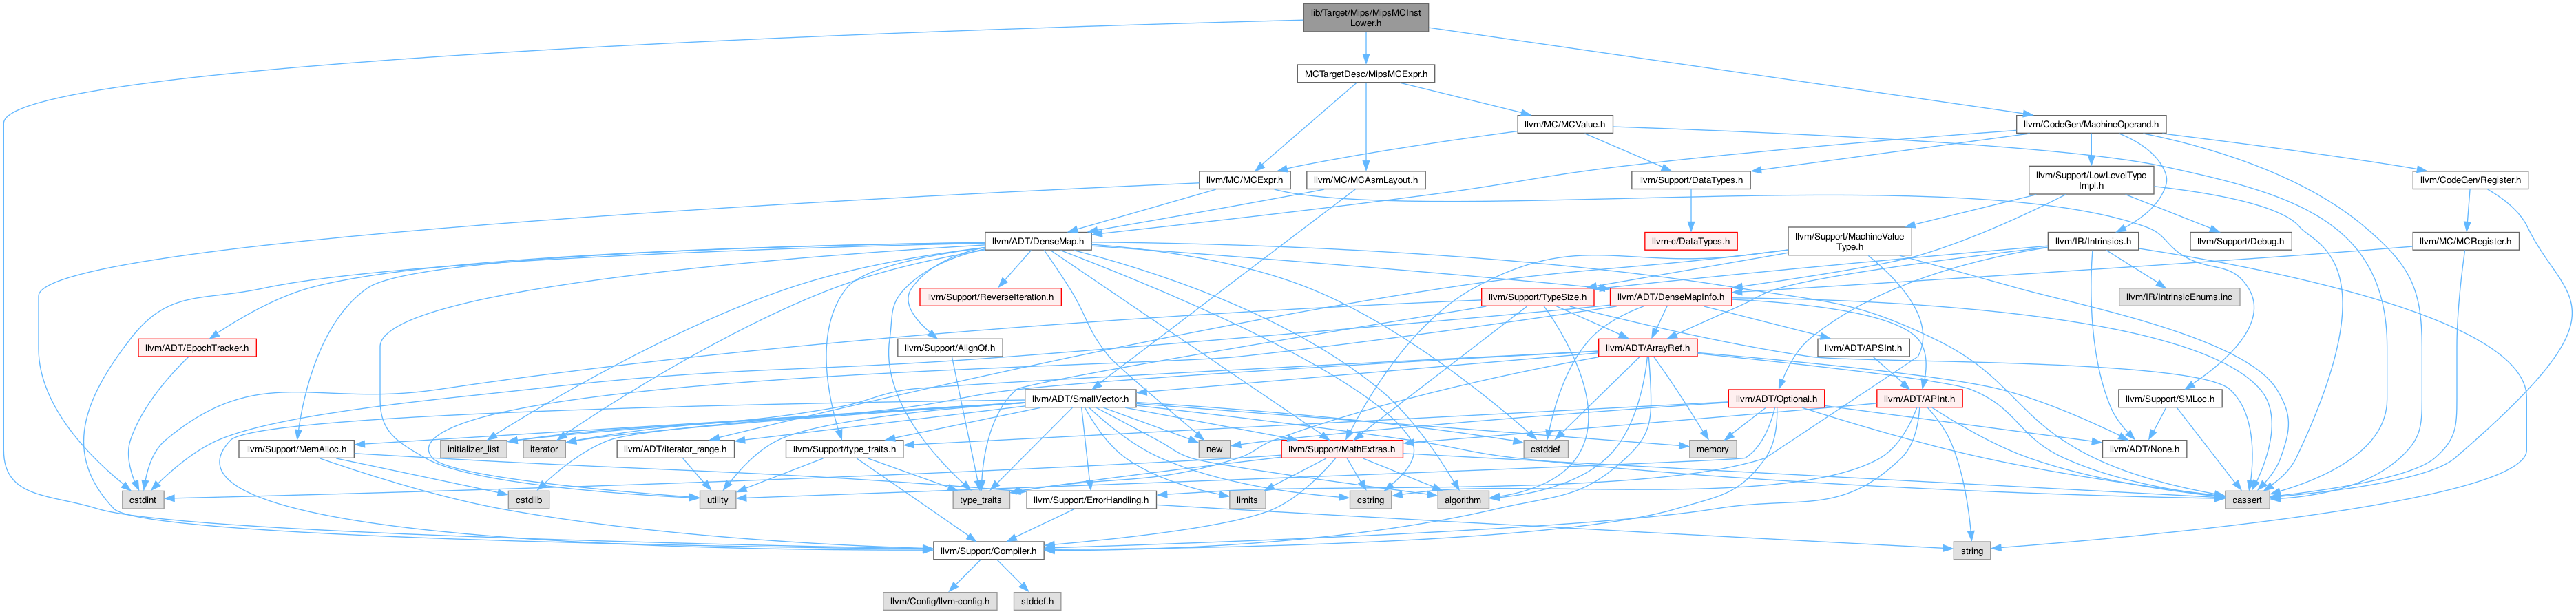 lib/Target/Mips/MipsMCInst
Lower.h
MCTargetDesc/MipsMCExpr.h
llvm/MC/MCValue.h
llvm/CodeGen/MachineOperand.h
llvm/MC/MCExpr.h
llvm/MC/MCAsmLayout.h
llvm/Support/DataTypes.h
llvm/Support/LowLevelType
Impl.h
llvm/CodeGen/Register.h
llvm/ADT/DenseMap.h
llvm-c/DataTypes.h
llvm/Support/MachineValue
Type.h
llvm/IR/Intrinsics.h
llvm/Support/Debug.h
llvm/MC/MCRegister.h
llvm/Support/ReverseIteration.h
llvm/Support/TypeSize.h
llvm/ADT/DenseMapInfo.h
llvm/IR/IntrinsicEnums.inc
llvm/ADT/EpochTracker.h
llvm/Support/AlignOf.h
llvm/ADT/ArrayRef.h
llvm/ADT/APSInt.h
llvm/ADT/SmallVector.h
llvm/ADT/Optional.h
llvm/ADT/APInt.h
llvm/Support/SMLoc.h
llvm/Support/MemAlloc.h
initializer_list
iterator
llvm/ADT/iterator_range.h
llvm/Support/type_traits.h
new
llvm/Support/MathExtras.h
cstddef
memory
llvm/ADT/None.h
cstdint
cstdlib
utility
type_traits
llvm/Support/ErrorHandling.h
limits
cstring
algorithm
cassert
llvm/Support/Compiler.h
string
llvm/Config/llvm-config.h
stddef.h